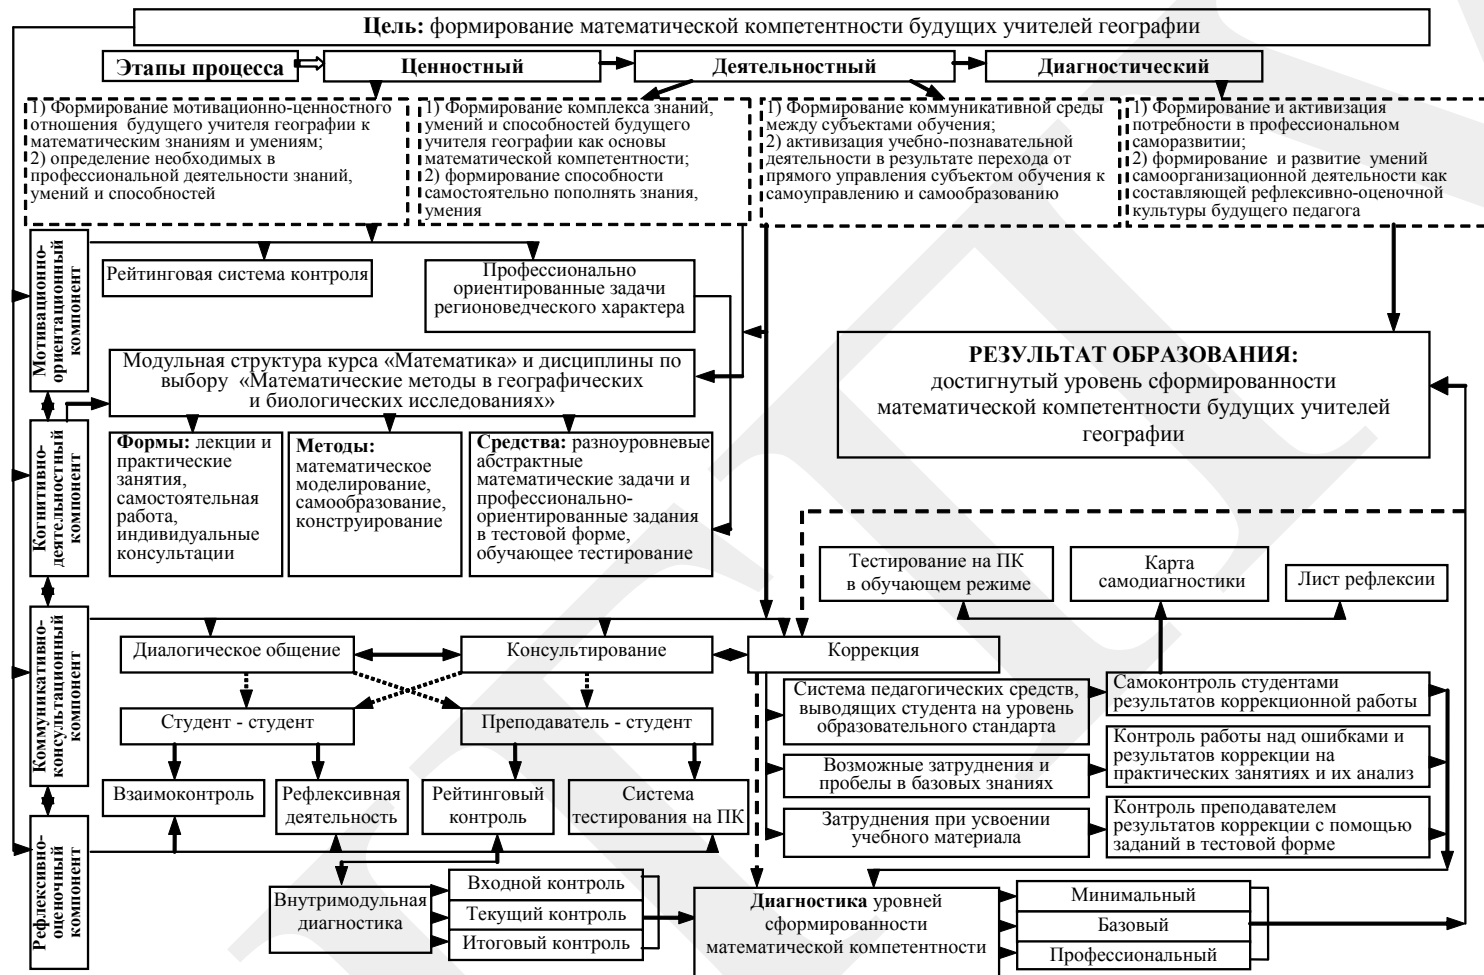 Цель: формирование математической компетентности будущих учителей географии
Этапы процесса
Ценностный
Деятельностный
Диагностический
1) Формирование мотивационно-ценностного
отношения будущего учителя географии к
математическим знаниям и умениям;
2) определение необходимых в
профессиональной деятельности знаний,
умений и способностей
1) Формирование комплекса знаний,
умений и способностей будущего
учителя географии как основы
математической компетентности;
2) формирование способности
самостоятельно пополнять знания,
умения
1) Формирование коммуникативной среды
между субъектами обучения;
2) активизация учебно-познавательной
деятельности в результате перехода от
прямого управления субъектом обучения к
самоуправлению и самообразованию
1) Формирование и активизация
потребности в профессиональном
саморазвитии;
2) формирование и развитие умений
самоорганизационной деятельности как
составляющей рефлексивно-оценочной
культуры будущего педагога
Мотивационно-
ориентационный
компонент
Рейтинговая система контроля
Профессионально
ориентированные задачи
регионоведческого характера
Модульная структура курса «Математика» и дисциплины по
выбору «Математические методы в географических
и биологических исследованиях»
РЕЗУЛЬТАТ ОБРАЗОВАНИЯ:
достигнутый уровень сформированности
математической компетентности будущих учителей
географии
Когнитивно-
деятельностный
компонент
Формы: лекции и
практические
занятия,
самостоятельная
работа,
индивидуальные
консультации
Методы:
математическое
моделирование,
самообразование,
конструирование
Средства: разноуровневые
абстрактные
математические задачи и
профессионально-
ориентированные задания
в тестовой форме,
обучающее тестирование
Тестирование на ПК
в обучающем режиме
Карта
самодиагностики
Лист рефлексии
Коммуникативно-
консультационный
компонент
Диалогическое общение
Консультирование
Коррекция
Студент - студент
Преподаватель - студент
Система педагогических средств,
выводящих студента на уровень
образовательного стандарта
Самоконтроль студентами
результатов коррекционной работы
Возможные затруднения и
пробелы в базовых знаниях
Контроль работы над ошибками и
результатов коррекции на
практических занятиях и их анализ
Взаимоконтроль
Рефлексивная
деятельность
Рейтинговый
контроль
Система
тестирования на ПК
Затруднения при усвоении
учебного материала
Контроль преподавателем
результатов коррекции с помощью
заданий в тестовой форме
Рефлексивно-
оценочный
компонент
Внутримодульная
диагностика
Входной контроль
Текущий контроль
Итоговый контроль
Диагностика уровней
сформированности
математической компетентности
Минимальный
Базовый
Профессиональный